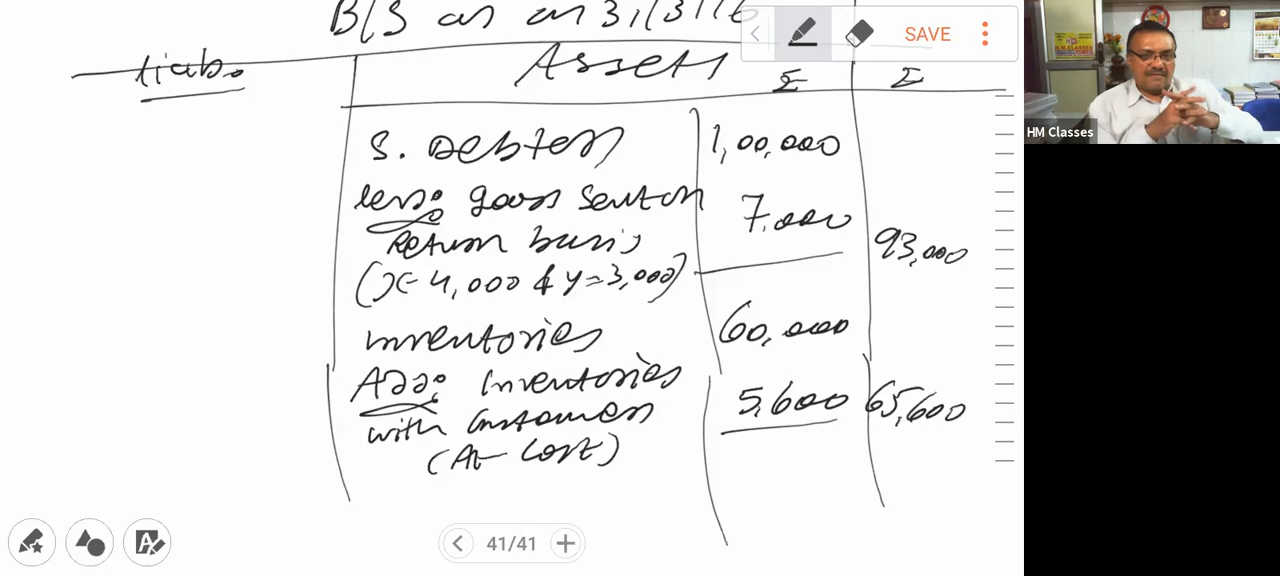 B/S as on 31/3/16
SAVE
Liab.
Assets
₹
₹
S. Debtors 1,00,000
Less: goods sent on 7,000
Return basis 93,000
(X= 4,000 & Y=3,000)
Inventories 60,000
Add: Inventories 5,600 65,600
with customers
(At Cost)
41/41
HM Classes
H.M.CLASSES